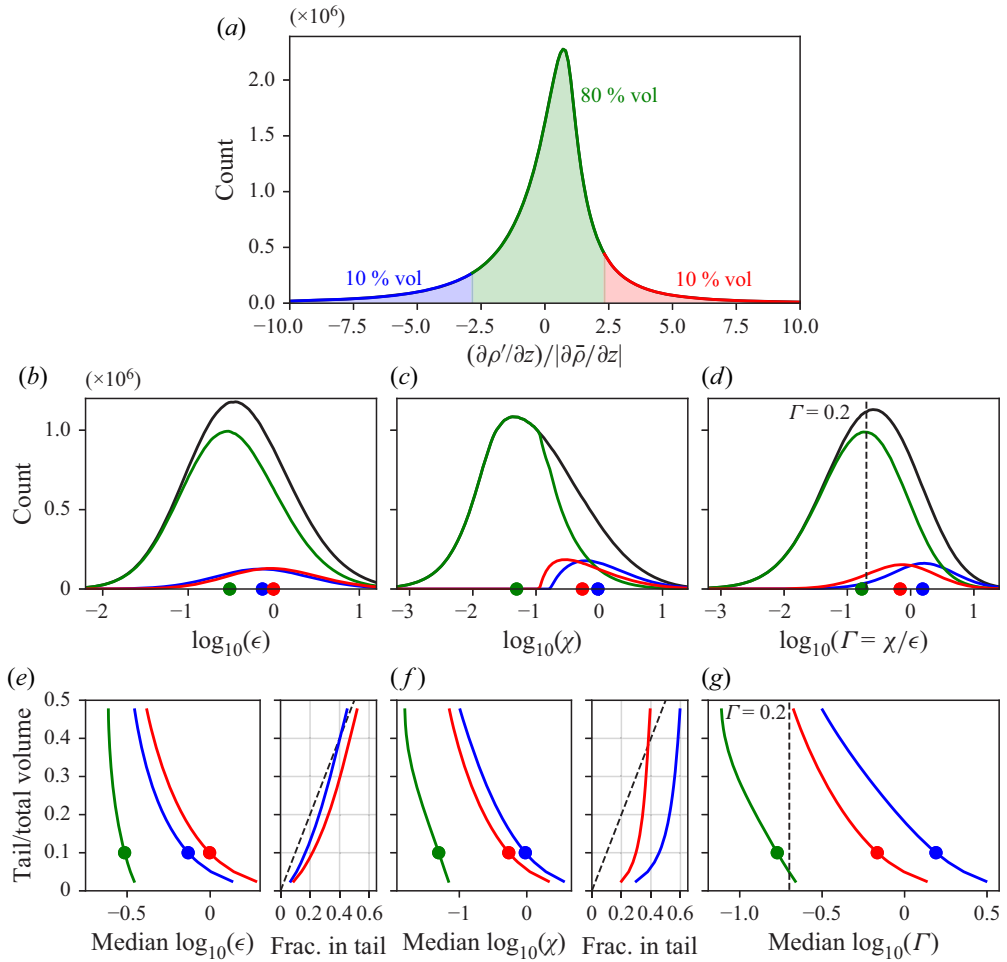 (a)
(×10⁶)
Count
2.0
1.5
1.0
0.5
0.0
80 % vol
10 % vol
10 % vol
−10.0 −7.5 −5.0 −2.5 0 2.5 5.0 7.5 10.0
(∂ρ′/∂z)/|∂ρ̄/∂z|
(b) (×10⁶) (c) (d)
Count
1.0
0.5
0
Γ = 0.2
−2 −1 0 1
−3 −2 −1 0 1
−3 −2 −1 0 1
log₁₀(ϵ) log₁₀(χ) log₁₀(Γ = χ/ϵ)
(e) (f) (g)
Tail/total volume
0.5
0.4
0.3
0.2
0.1
0
Γ = 0.2
−0.5 0
0 0.2 0.4 0.6
−1 0
0 0.2 0.4 0.6
−1.0 −0.5 0 0.5
Median log₁₀(ϵ) Frac. in tail Median log₁₀(χ) Frac. in tail Median log₁₀(Γ)